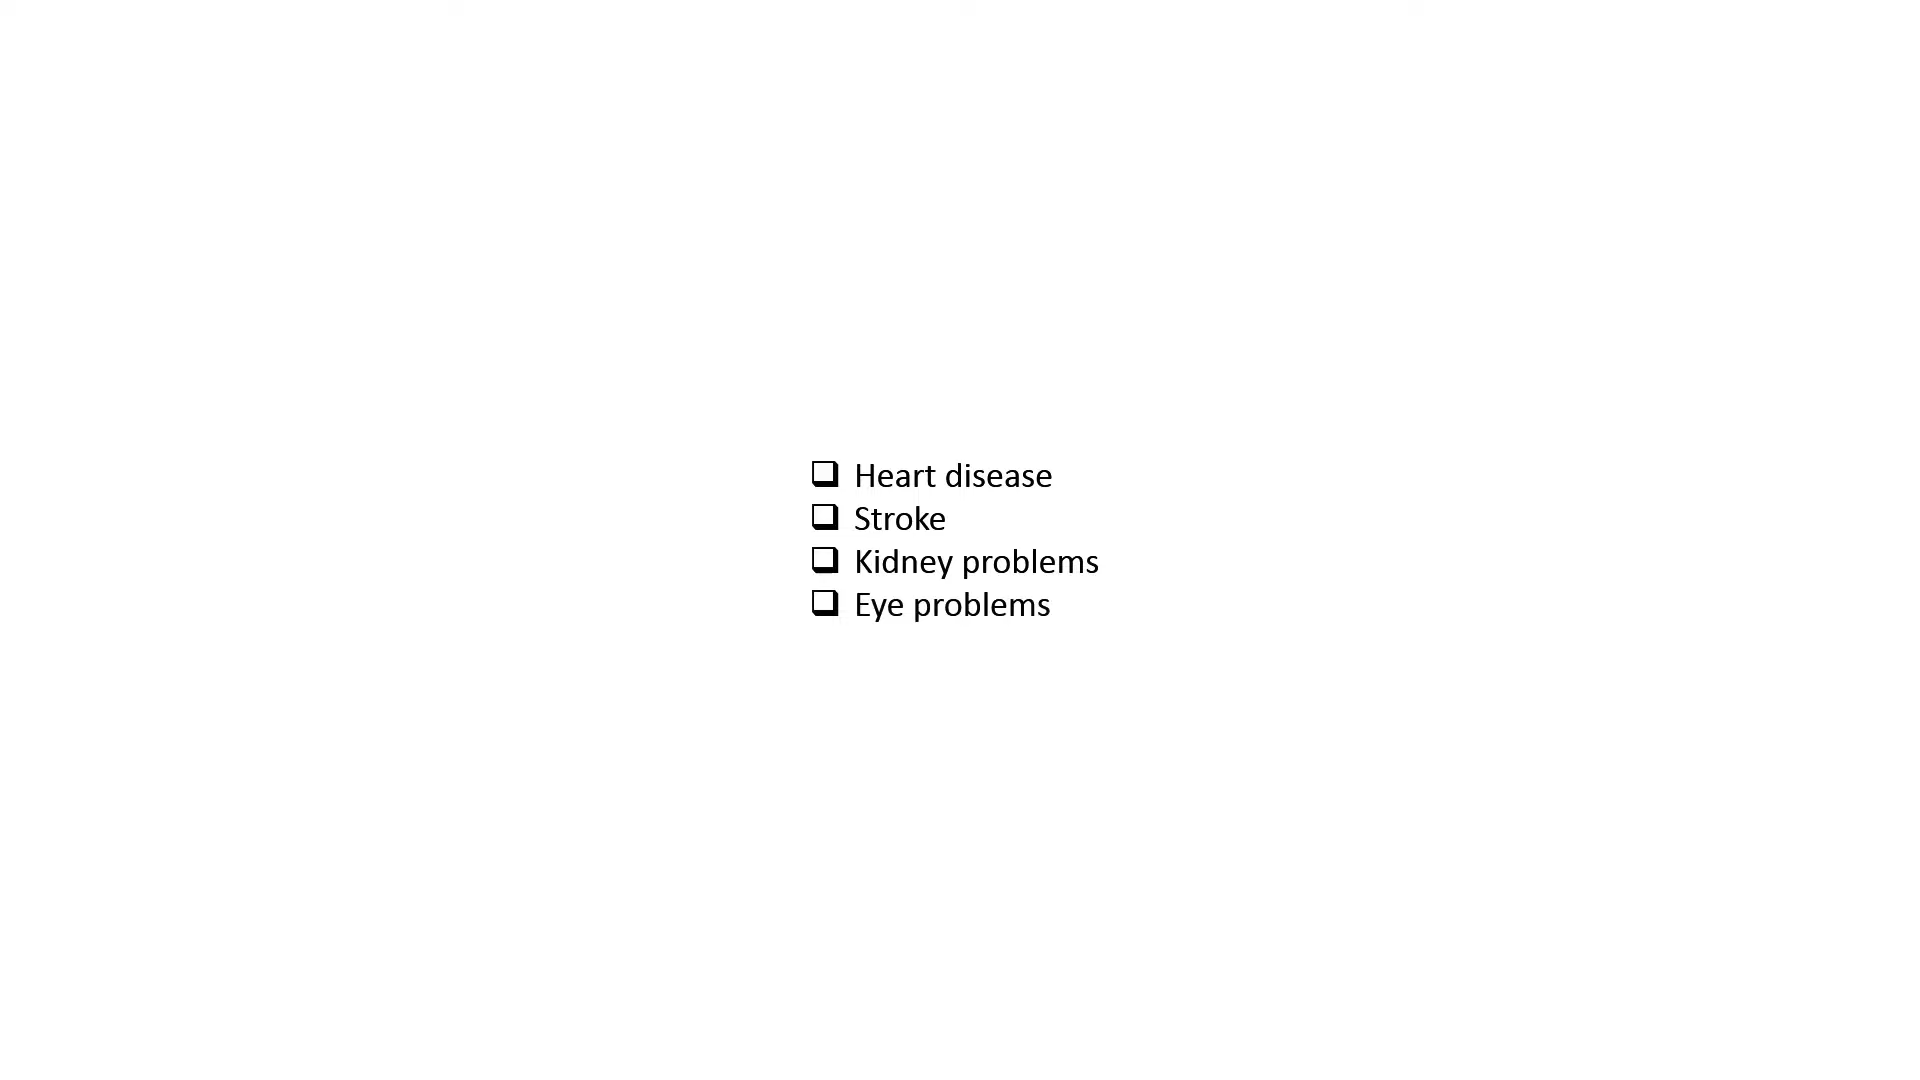 ❑ Heart disease
❑ Stroke
❑ Kidney problems
❑ Eye problems